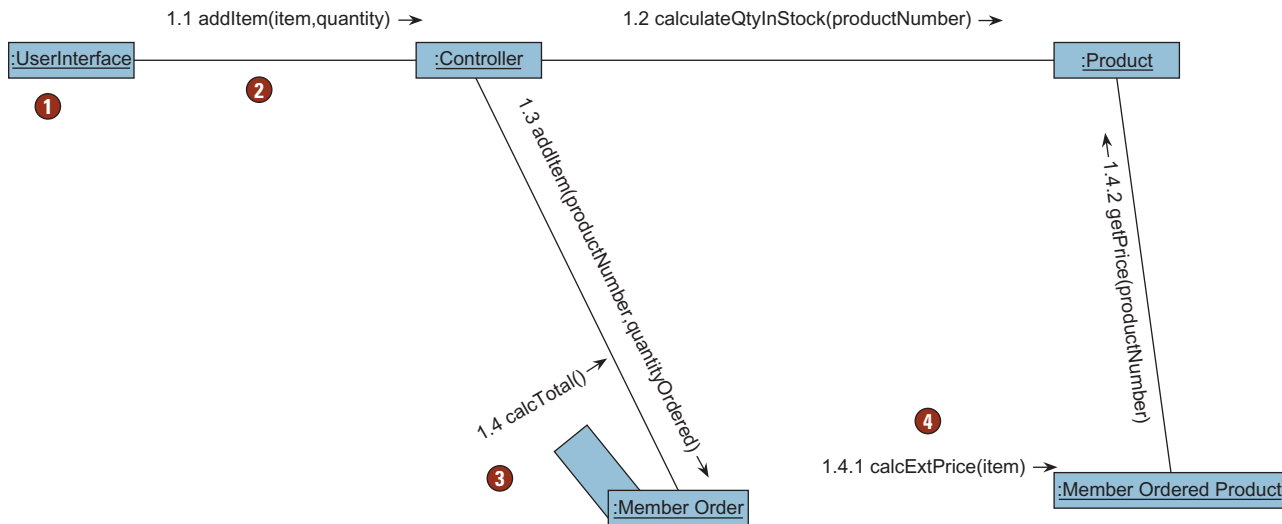 1.1 addItem(item,quantity)
1.2 calculateQtyInStock(productNumber)
:UserInterface
:Controller
:Product
1
2
1.3 addItem(productNumber,quantityOrdered)
1.4.2 getPrice(productNumber)
1.4 calcTotal()
3
4
1.4.1 calcExtPrice(item)
:Member Order
:Member Ordered Product